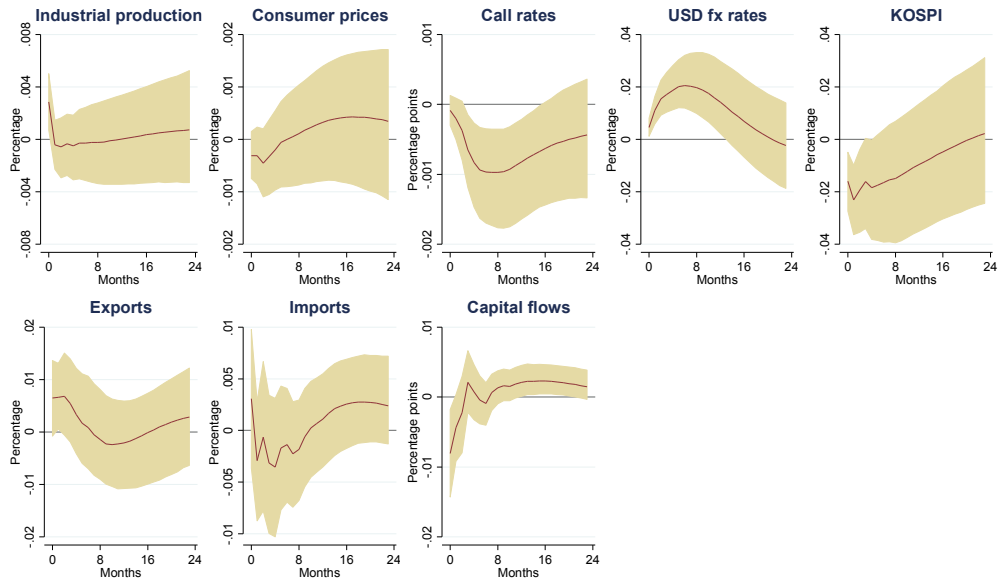 Industrial production
Percentage
.008
.004
0
-.004
-.008
0 8 16 24
Months
Consumer prices
Percentage
.002
.001
0
-.001
-.002
0 8 16 24
Months
Call rates
Percentage points
.001
0
-.001
-.002
0 8 16 24
Months
USD fx rates
Percentage
.04
.02
0
-.02
-.04
0 8 16 24
Months
KOSPI
Percentage
.04
.02
0
-.02
-.04
0 8 16 24
Months
Exports
Percentage
.02
.01
0
-.01
-.02
0 8 16 24
Months
Imports
Percentage
.01
.005
0
-.005
-.01
0 8 16 24
Months
Capital flows
Percentage points
.01
0
-.01
-.02
0 8 16 24
Months